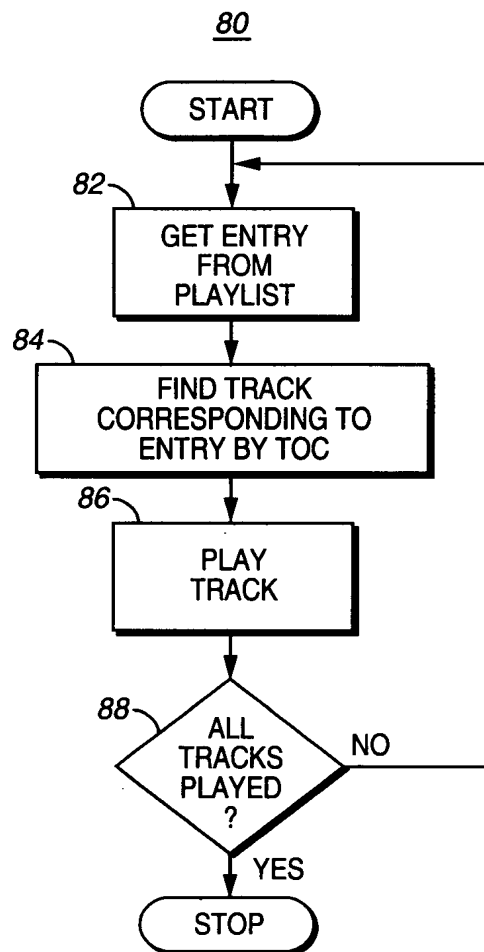 80
START
82
GET ENTRY
FROM
PLAYLIST
84
FIND TRACK
CORRESPONDING TO
ENTRY BY TOC
86
PLAY
TRACK
88
ALL
TRACKS
PLAYED
?
NO
YES
STOP